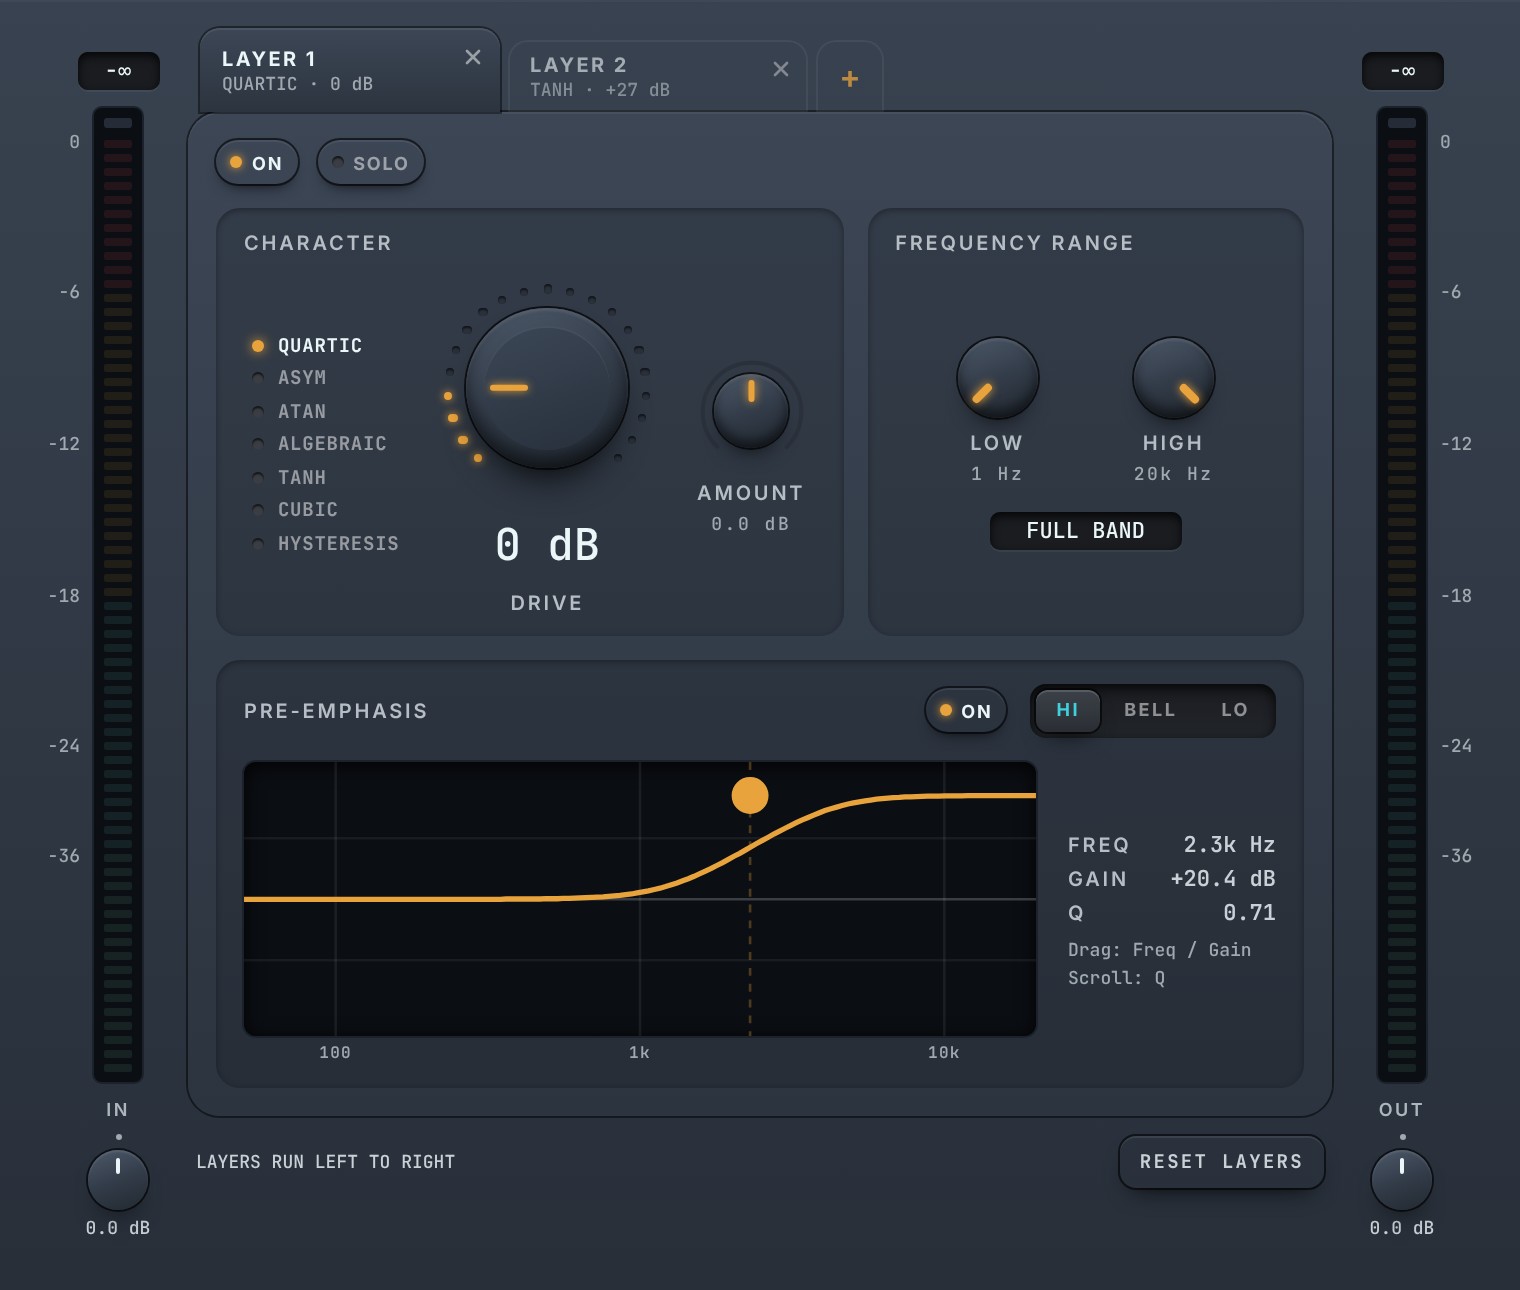 -∞
LAYER 1
QUARTIC · 0 dB
LAYER 2
TANH · +27 dB
+
-∞
0
-6
-12
-18
-24
-36
IN
0.0 dB
ON
SOLO
CHARACTER
QUARTIC
ASYM
ATAN
ALGEBRAIC
TANH
CUBIC
HYSTERESIS
0 dB
DRIVE
AMOUNT
0.0 dB
FREQUENCY RANGE
LOW
1 Hz
HIGH
20k Hz
FULL BAND
PRE-EMPHASIS
ON
HI
BELL
LO
100
1k
10k
FREQ 2.3k Hz
GAIN +20.4 dB
Q 0.71
Drag: Freq / Gain
Scroll: Q
LAYERS RUN LEFT TO RIGHT
RESET LAYERS
0
-6
-12
-18
-24
-36
OUT
0.0 dB